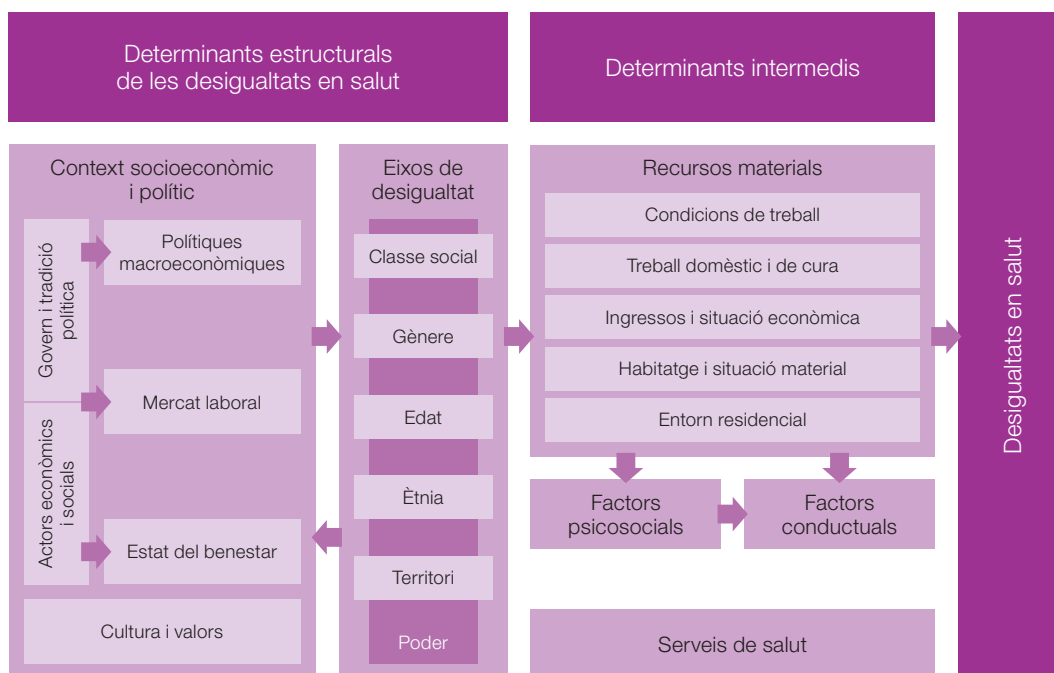 Determinants estructurals
de les desigualtats en salut
Determinants intermedis
Desigualtats en salut
Context socioeconòmic
i polític
Govern i tradició
política
Actors econòmics
i socials
Polítiques
macroeconòmiques
Mercat laboral
Estat del benestar
Cultura i valors
Eixos de
desigualtat
Classe social
Gènere
Edat
Ètnia
Territori
Poder
Recursos materials
Condicions de treball
Treball domèstic i de cura
Ingressos i situació econòmica
Habitatge i situació material
Entorn residencial
Factors
psicosocials
Factors
conductuals
Serveis de salut